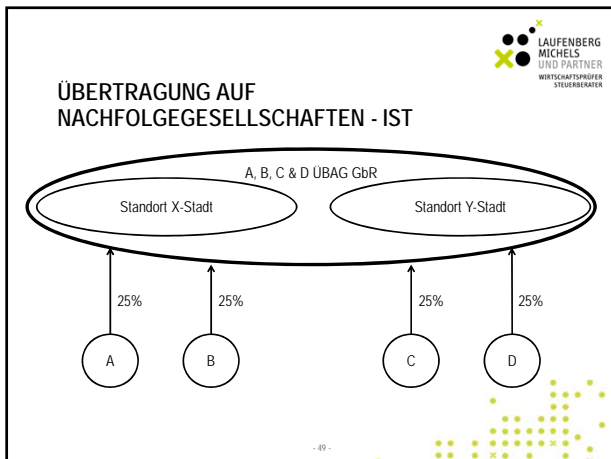 LAUFENBERG
MICHELS
UND PARTNER
WIRTSCHAFTSPRÜFER
STEUERBERATER
ÜBERTRAGUNG AUF
NACHFOLGEGESELLSCHAFTEN - IST
A, B, C & D ÜBAG GbR
Standort X-Stadt
Standort Y-Stadt
25%
25%
25%
25%
A
B
C
D
- 49 -